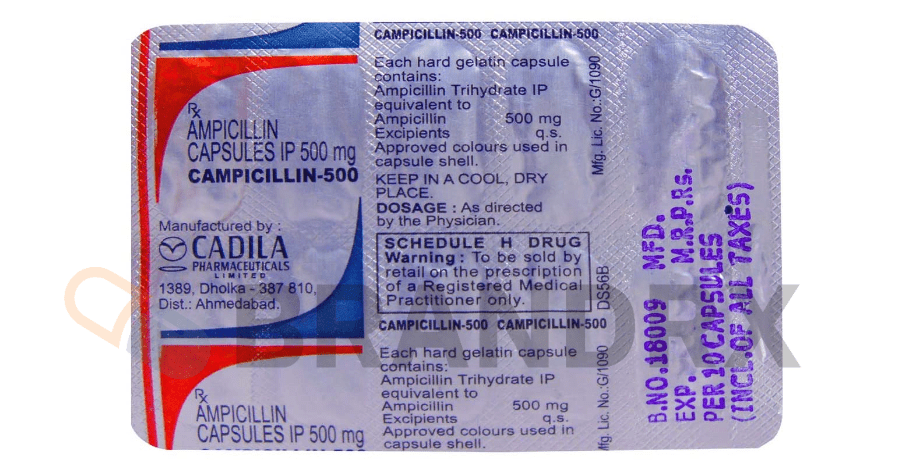 ℞
AMPICILLIN
CAPSULES IP 500 mg
CAMPICILLIN-500
Manufactured by :
CADILA
PHARMACEUTICALS
LIMITED
1389, Dholka - 387 810,
Dist.: Ahmedabad.
℞
AMPICILLIN
CAPSULES IP 500 mg
CAMPICILLIN-500 CAMPICILLIN-500
Each hard gelatin capsule
contains:
Ampicillin Trihydrate IP
equivalent to
Ampicillin 500 mg
Excipients q.s.
Approved colours used in
capsule shell.
KEEP IN A COOL, DRY
PLACE.
DOSAGE : As directed
by the Physician.
SCHEDULE H DRUG
Warning : To be sold by
retail on the prescription
of a Registered Medical
Practitioner only.
CAMPICILLIN-500 CAMPICILLIN-500
Each hard gelatin capsule
contains:
Ampicillin Trihydrate IP
equivalent to
Ampicillin 500 mg
Excipients q.s.
Approved colours used in
capsule shell.
Mfg. Lic. No.:G/1090
DS56B
Lic. No.:G/1090
B.NO.18009 MFD.
EXP. M.R.P.Rs.
PER 10 CAPSULES
(INCL.OF ALL TAXES)
BRANDRX